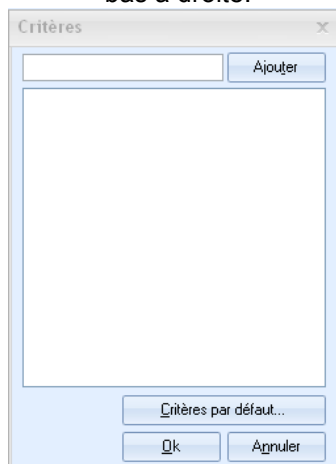 bas à droite.
Critères x
Ajouter
Critères par défaut...
Ok Annuler